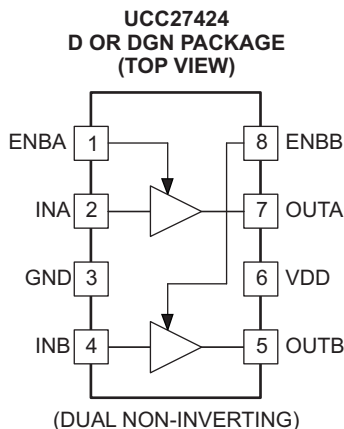 UCC27424
D OR DGN PACKAGE
(TOP VIEW)
ENBA 1 8 ENBB
INA 2 7 OUTA
GND 3 6 VDD
INB 4 5 OUTB
(DUAL NON-INVERTING)